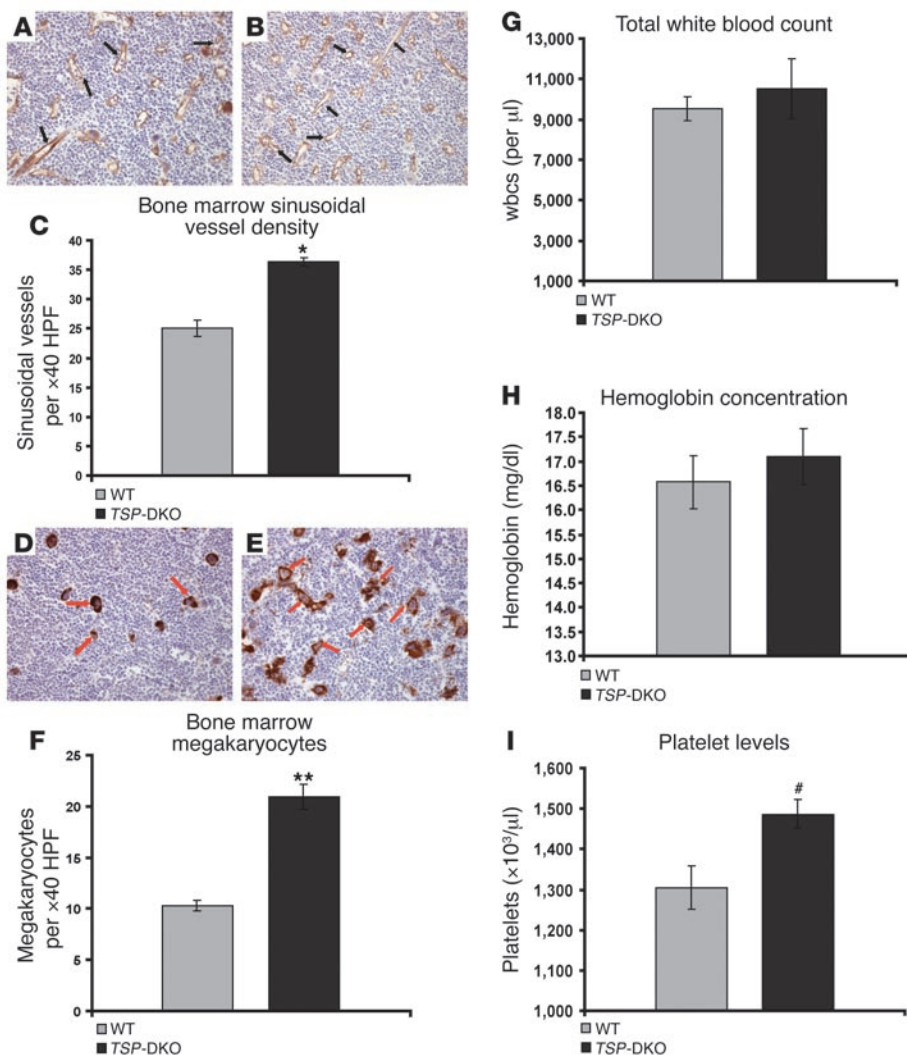 A
B
C
Bone marrow sinusoidal
vessel density
Sinusoidal vessels
per ×40 HPF
40
35
30
25
20
15
10
5
0
*
WT
TSP-DKO
D
E
F
Bone marrow
megakaryocytes
Megakaryocytes
per ×40 HPF
25
20
15
10
5
0
**
WT
TSP-DKO
G
Total white blood count
wbcs (per µl)
13,000
11,000
9,000
7,000
5,000
3,000
1,000
WT
TSP-DKO
H
Hemoglobin concentration
Hemoglobin (mg/dl)
18.0
17.5
17.0
16.5
16.0
15.5
15.0
14.5
14.0
13.5
13.0
WT
TSP-DKO
I
Platelet levels
Platelets (×10³/µl)
1,600
1,500
1,400
1,300
1,200
1,100
1,000
#
WT
TSP-DKO